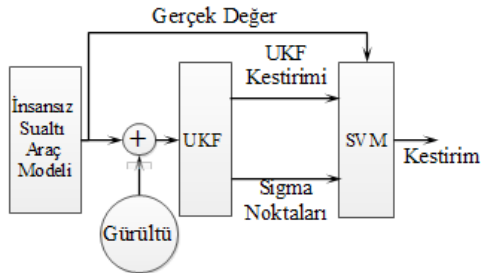 Gerçek Değer
İnsansız
Sualtı
Araç
Modeli
+
Gürültü
UKF
UKF
Kestirimi
Sigma
Noktaları
SVM
Kestirim